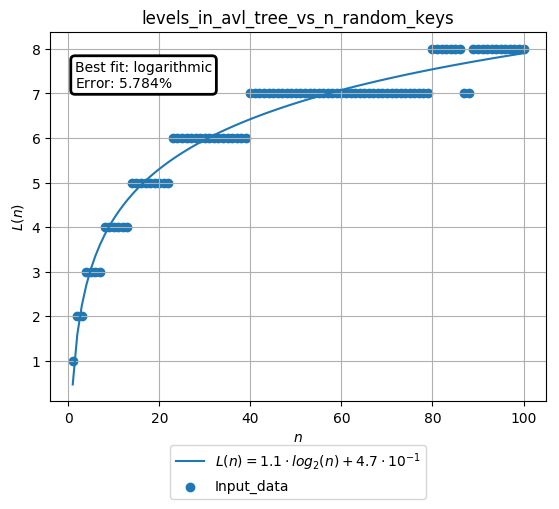 levels_in_avl_tree_vs_n_random_keys
Best fit: logarithmic
Error: 5.784%
L(n)
8
7
6
5
4
3
2
1
0 20 40 60 80 100
n
L(n) = 1.1 · log₂(n) + 4.7 · 10⁻¹
Input_data